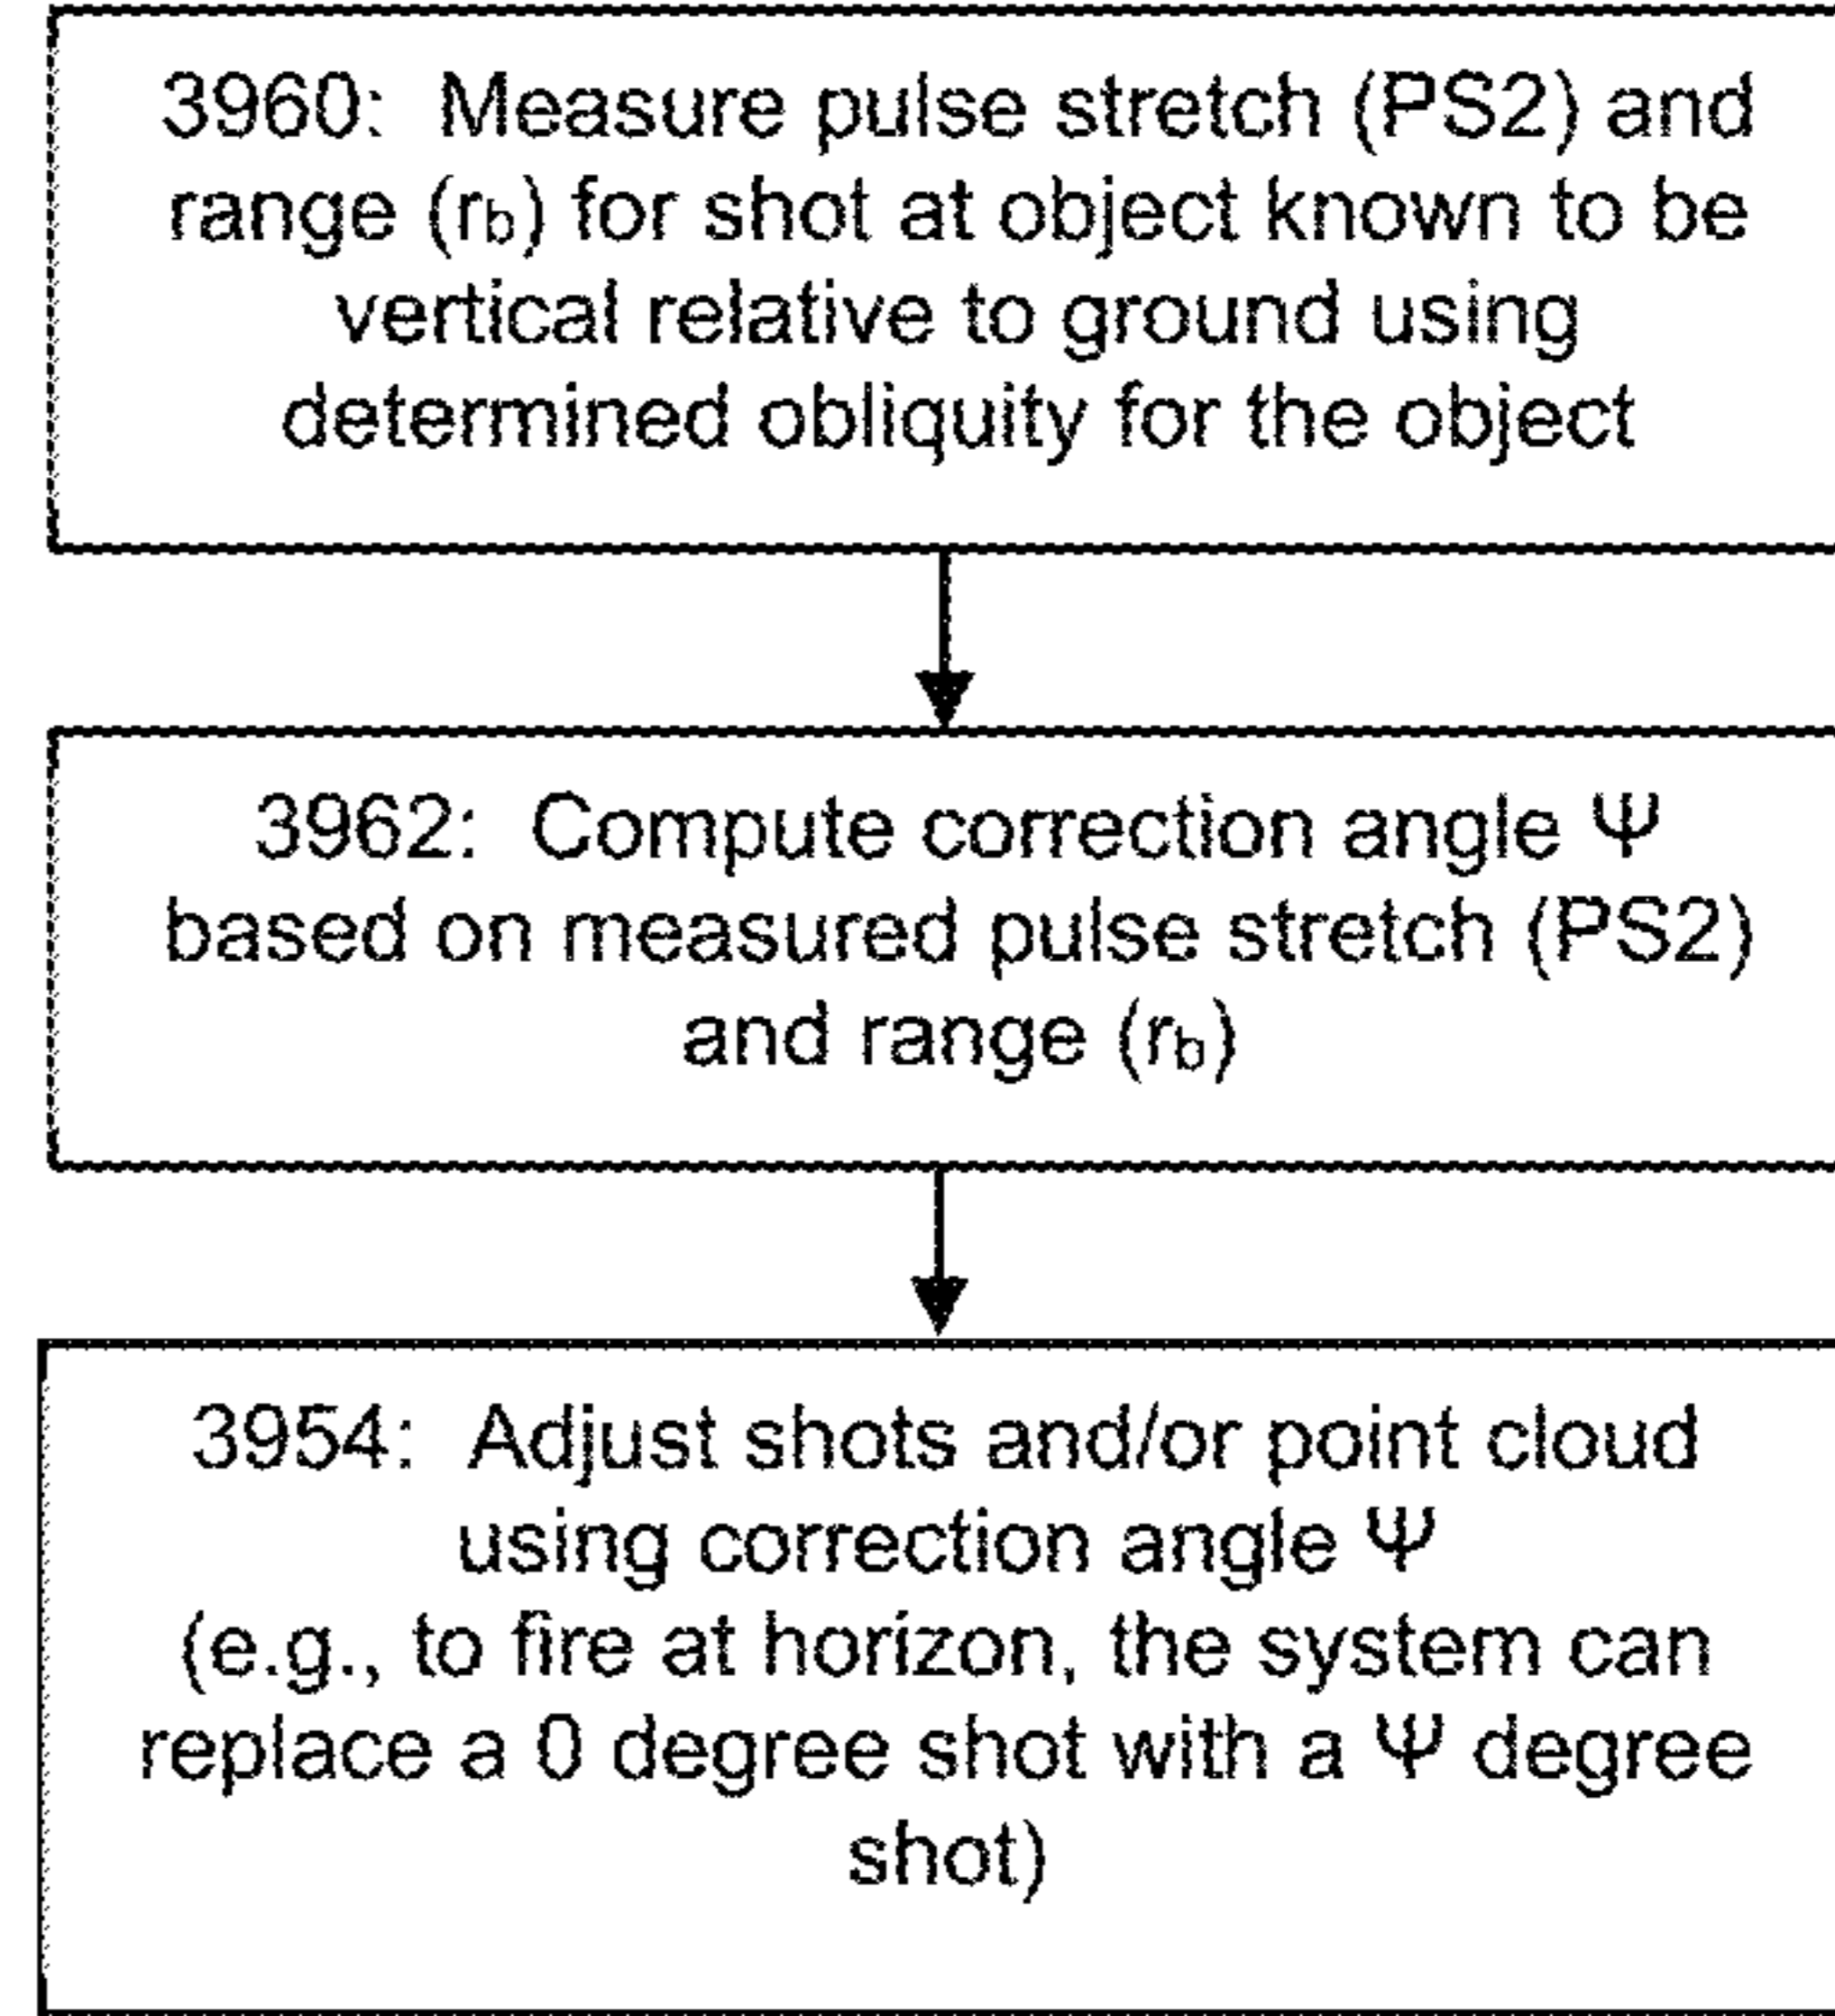 3960: Measure pulse stretch (PS2) and
range (rb) for shot at object known to be
vertical relative to ground using
determined obliquity for the object
3962: Compute correction angle Ψ
based on measured pulse stretch (PS2)
and range (rb)
3954: Adjust shots and/or point cloud
using correction angle Ψ
(e.g., to fire at horizon, the system can
replace a 0 degree shot with a Ψ degree
shot)